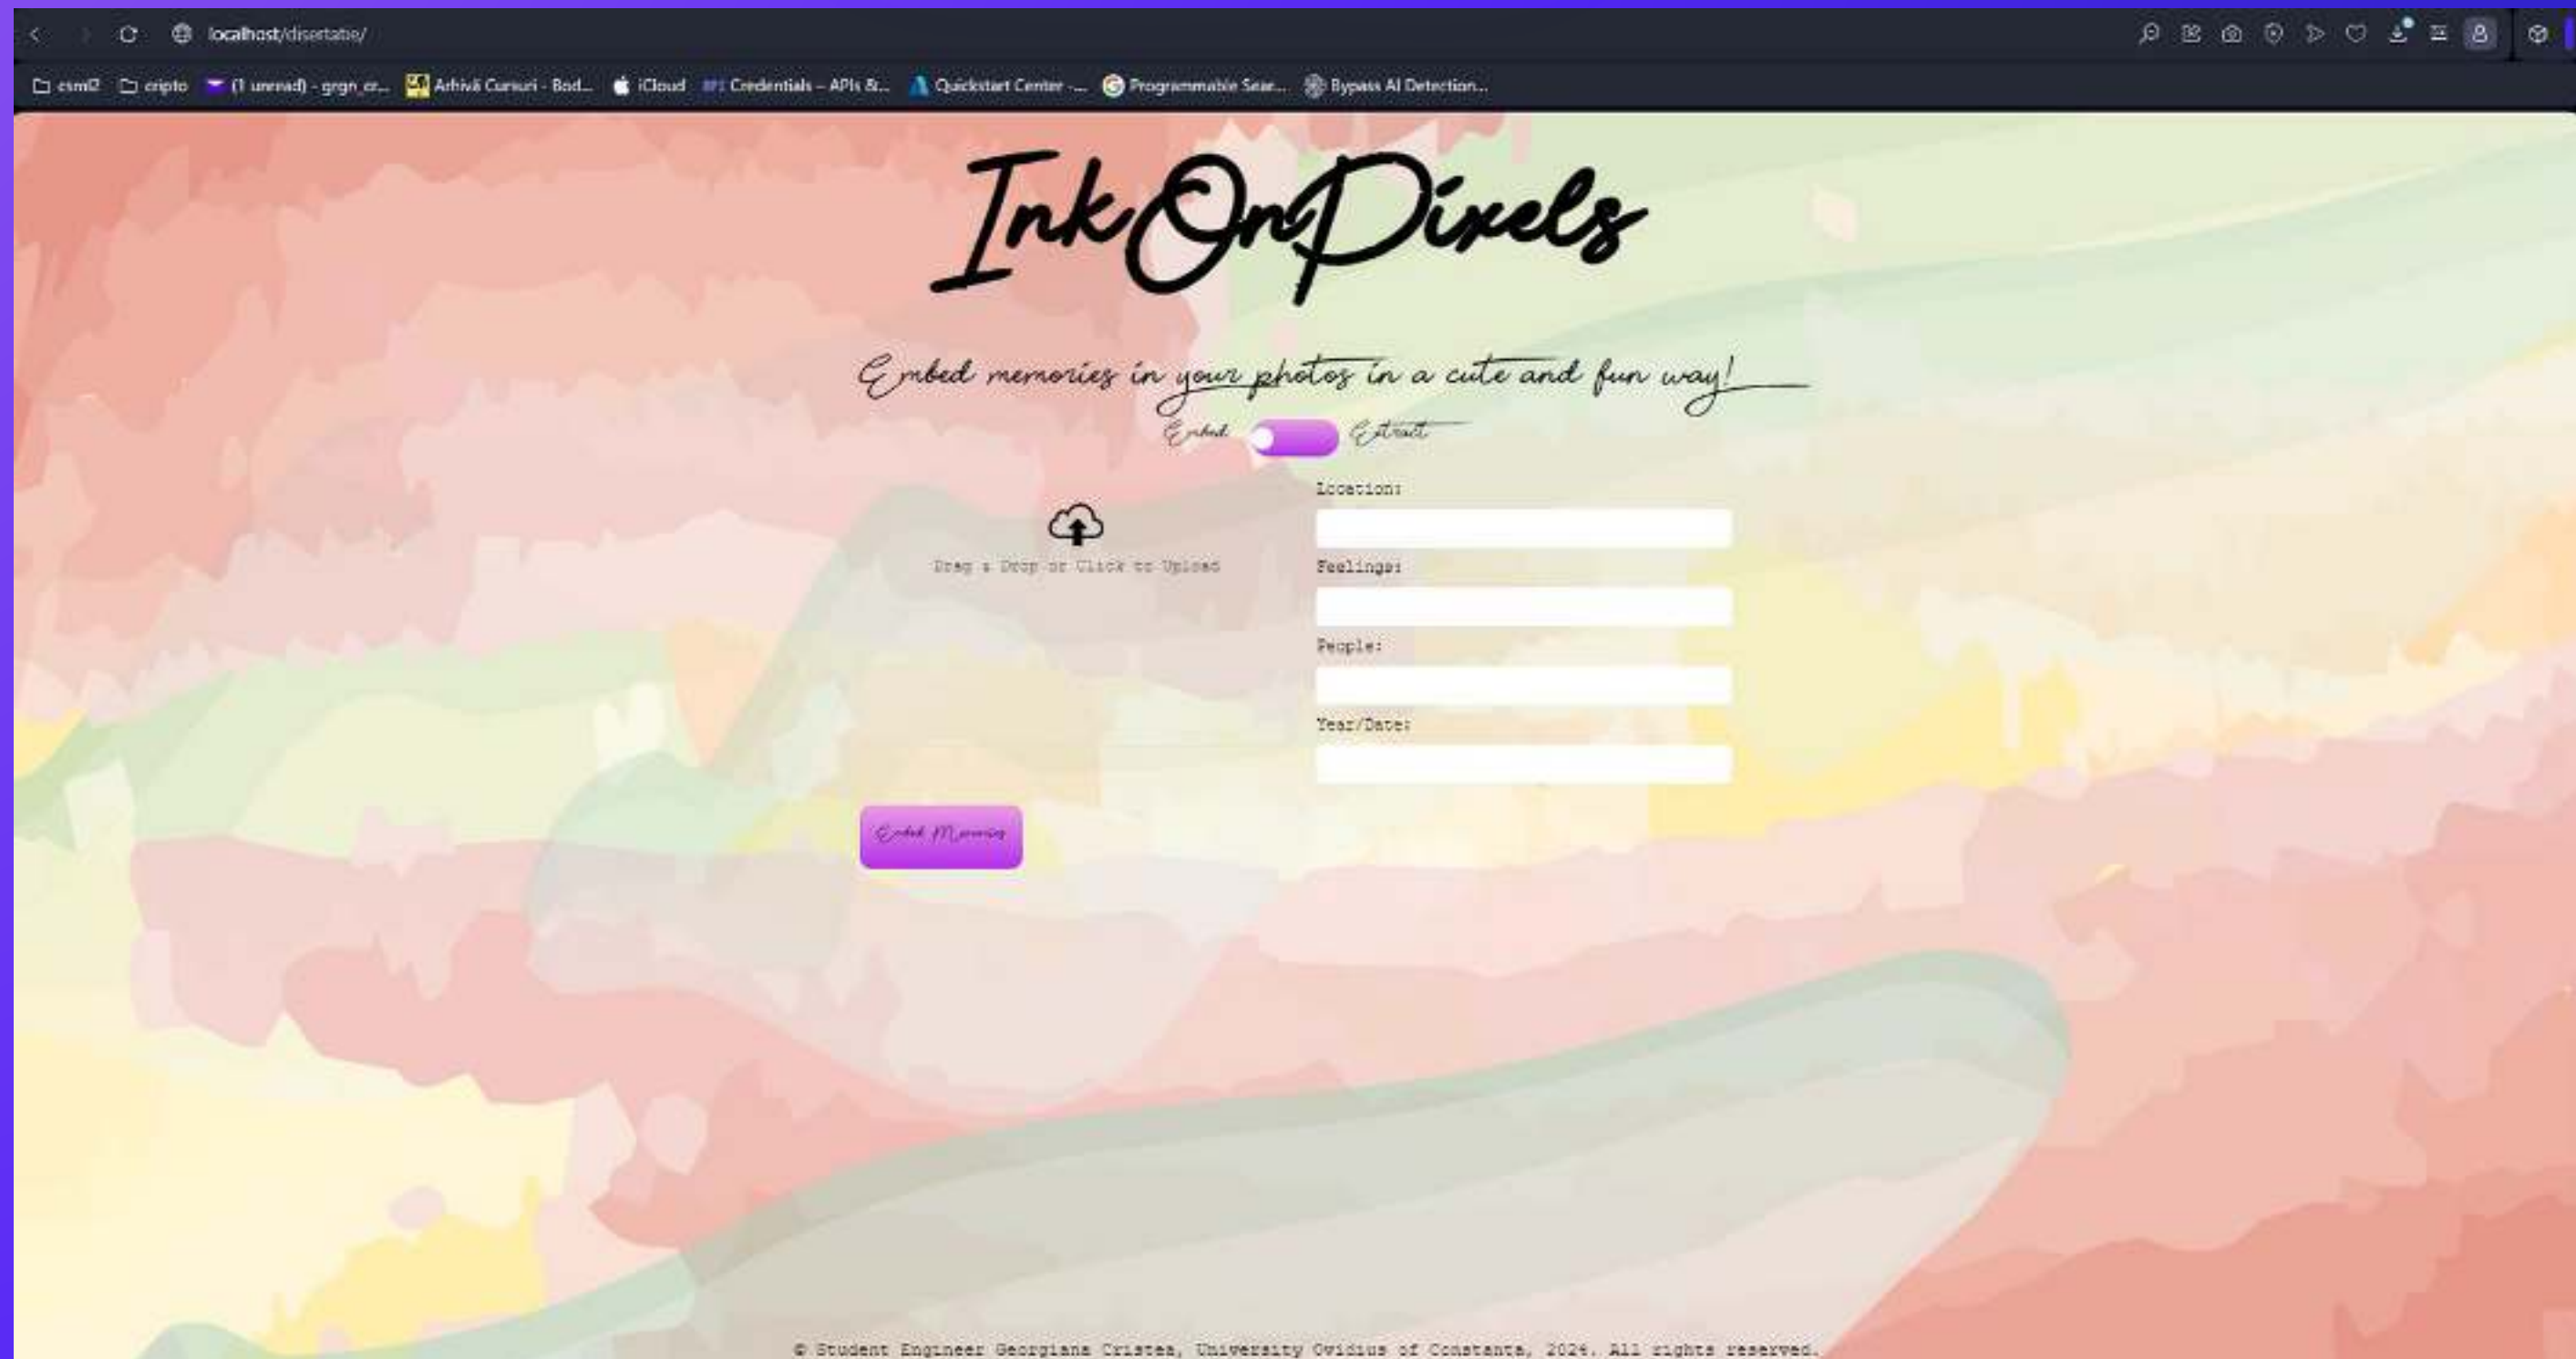 localhost/disertatie/
csml2 cripto (1 unread) - grgn_cr... Arhivă Cursuri - Bad... iCloud Credentials – APIs &... Quickstart Center -... Programmable Sear... Bypass AI Detection...
InkOnPixels
Embed memories in your photos in a cute and fun way!
Embed Extract
Location:
Drag & Drop or Click to Upload
Feelings:
People:
Year/Date:
Embed Memories
© Student Engineer Georgiana Cristea, University Ovidius of Constanta, 2024. All rights reserved.